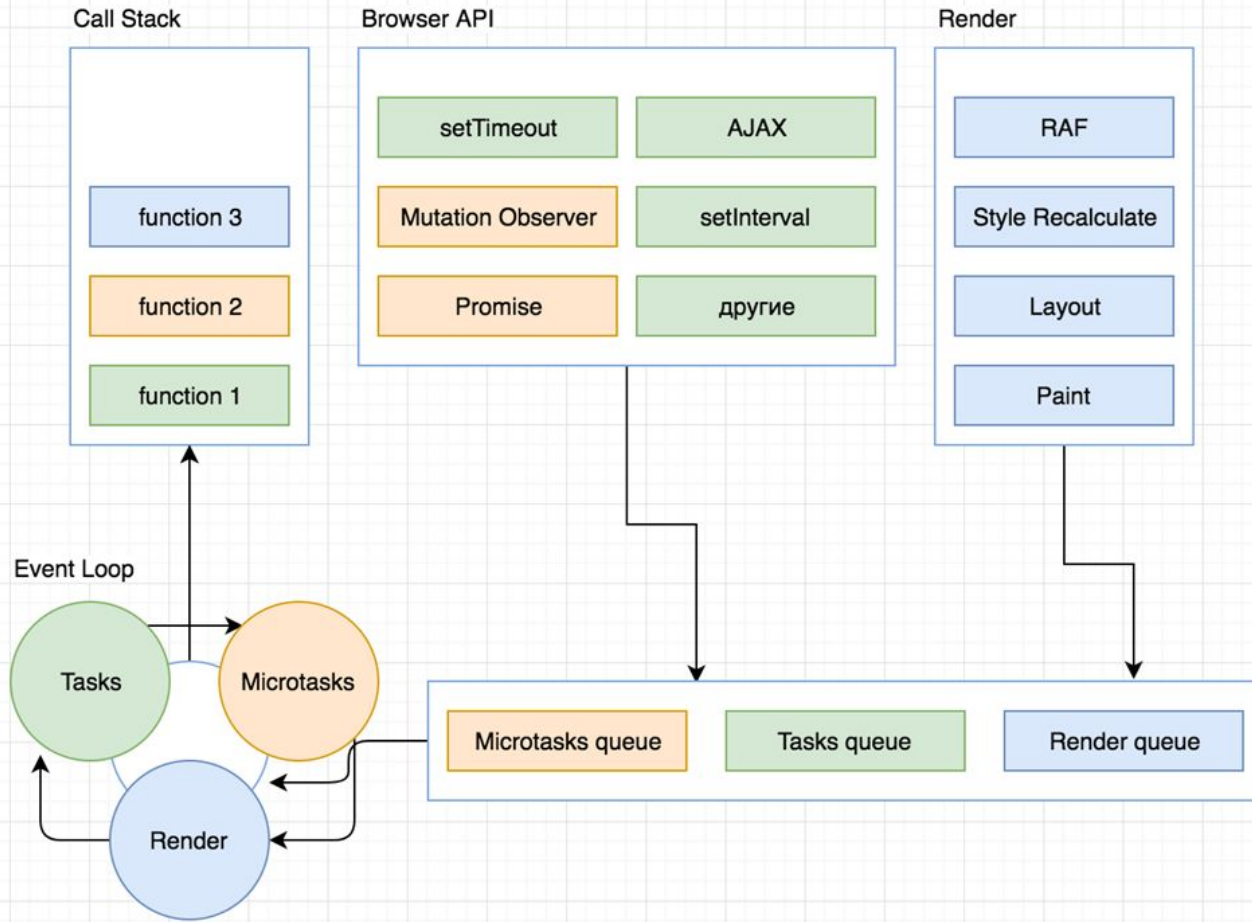 Call Stack
function 3
function 2
function 1
Browser API
setTimeout
AJAX
Mutation Observer
setInterval
Promise
другие
Render
RAF
Style Recalculate
Layout
Paint
Event Loop
Tasks
Microtasks
Render
Microtasks queue
Tasks queue
Render queue